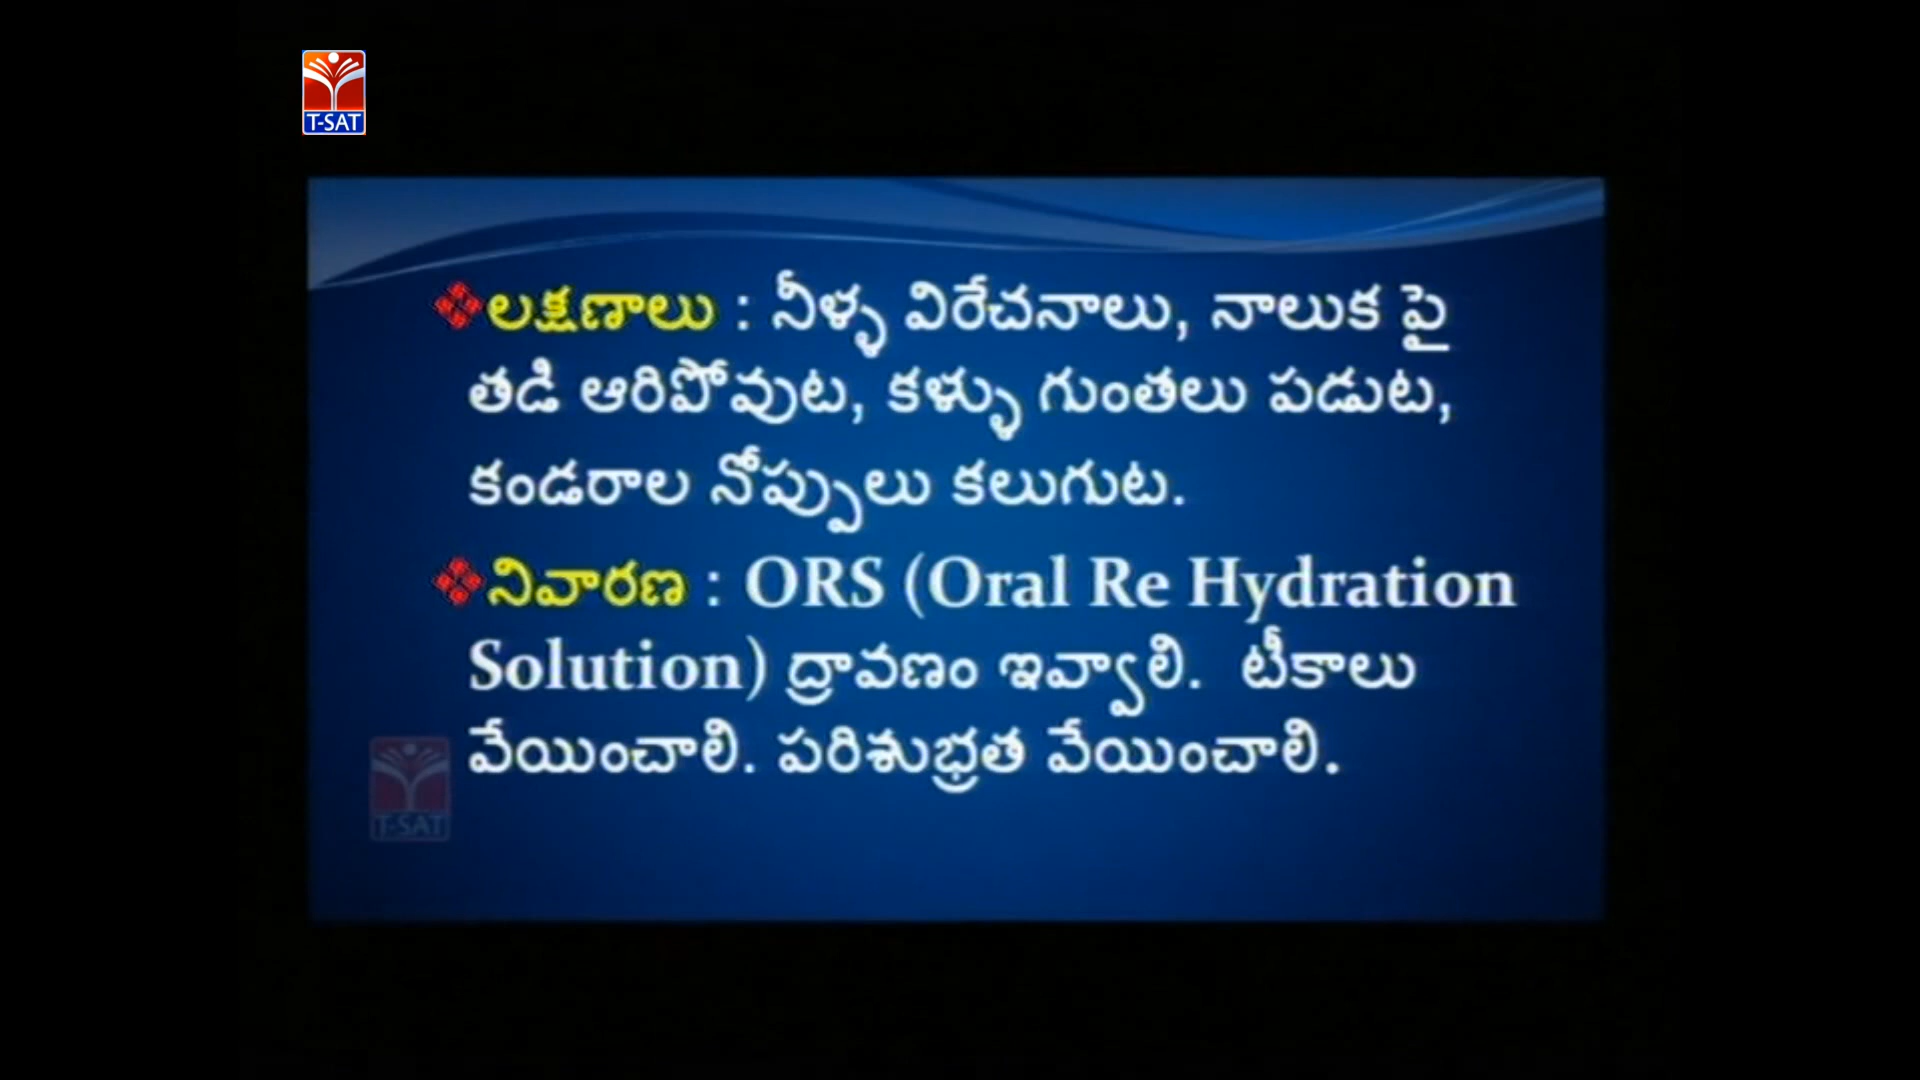 T-SAT
లక్షణాలు : నీళ్ళ విరేచనాలు, నాలుక పై
తడి ఆరిపోవుట, కళ్ళు గుంతలు పడుట,
కండరాల నోప్పులు కలుగుట.
నివారణ : ORS (Oral Re Hydration
Solution) ద్రావణం ఇవ్వాలి. టీకాలు
వేయించాలి. పరిశుభ్రత వేయించాలి.
T-SAT